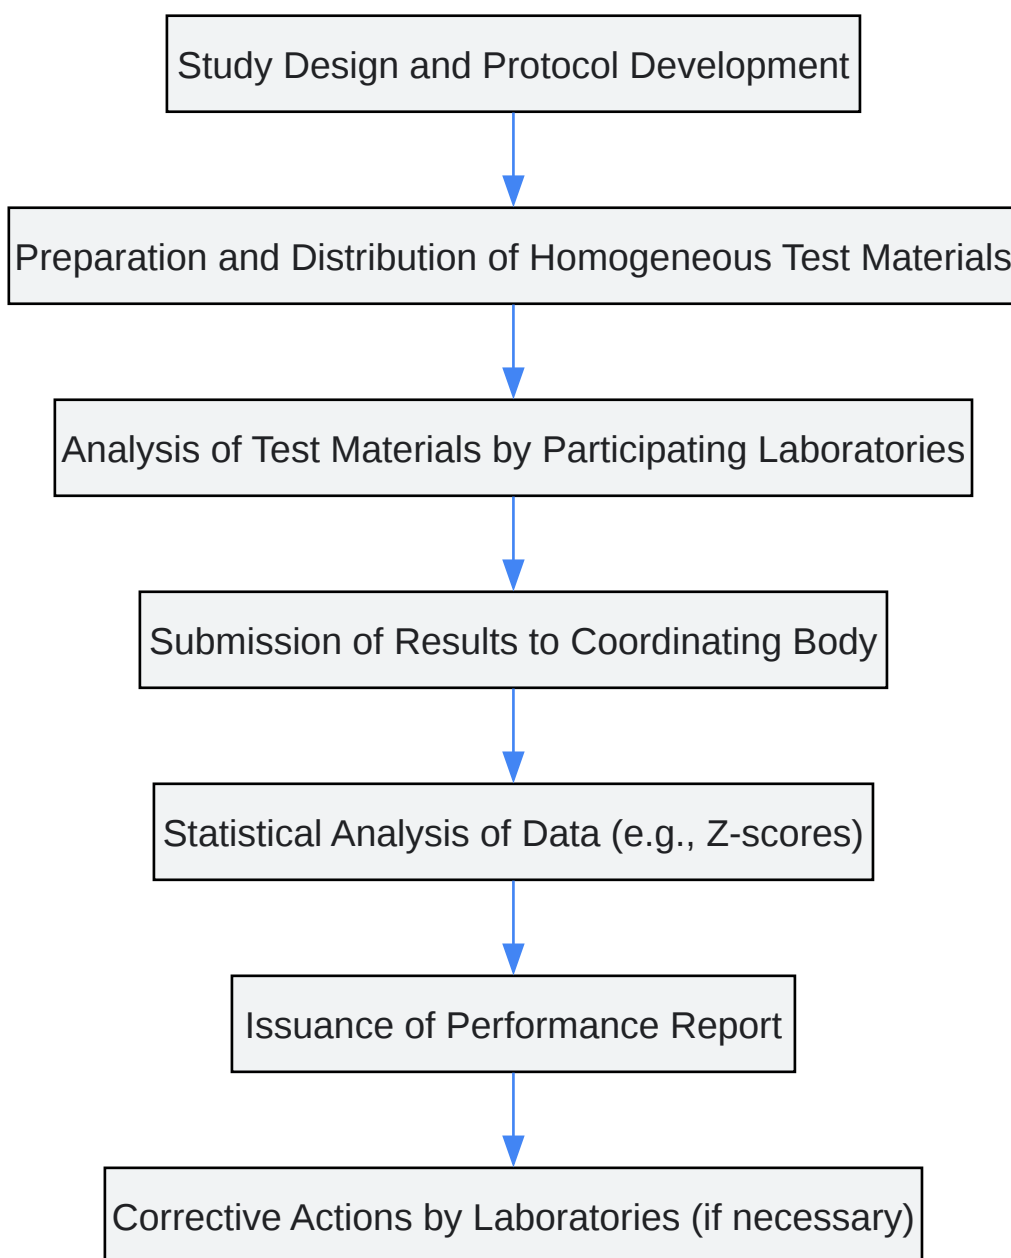 Study Design and Protocol Development
Preparation and Distribution of Homogeneous Test Materials
Analysis of Test Materials by Participating Laboratories
Submission of Results to Coordinating Body
Statistical Analysis of Data (e.g., Z-scores)
Issuance of Performance Report
Corrective Actions by Laboratories (if necessary)